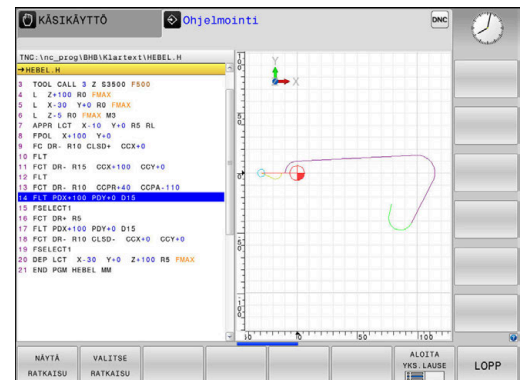 KÄSIKÄYTTÖ
Ohjelmointi
DNC
TNC:\nc_prog\BHB\Klartext\HEBEL.H
→HEBEL.H
3 TOOL CALL 3 Z S3500 F500
4 L Z+100 R0 FMAX
5 L X-30 Y+0 R0 FMAX
6 L Z-5 R0 FMAX M3
7 APPR LCT X-10 Y+0 R5 RL
8 FPOL X+100 Y+0
9 FC DR- R10 CLSD+ CCX+0
10 FLT
11 FCT DR- R15 CCX+100 CCY+0
12 FLT
13 FCT DR- R10 CCPR+40 CCPA-110
14 FLT PDX+100 PDY+0 D15
15 FSELECT1
16 FCT DR+ R5
17 FLT PDX+100 PDY+0 D15
18 FCT DR- R10 CLSD- CCX+0 CCY+0
19 FSELECT1
20 DEP LCT X-30 Y+0 Z+100 R5 FMAX
21 END PGM HEBEL MM
Y
X
0
50
100
NÄYTÄ RATKAISU
VALITSE RATKAISU
ALOITA YKS.LAUSE
LOPP